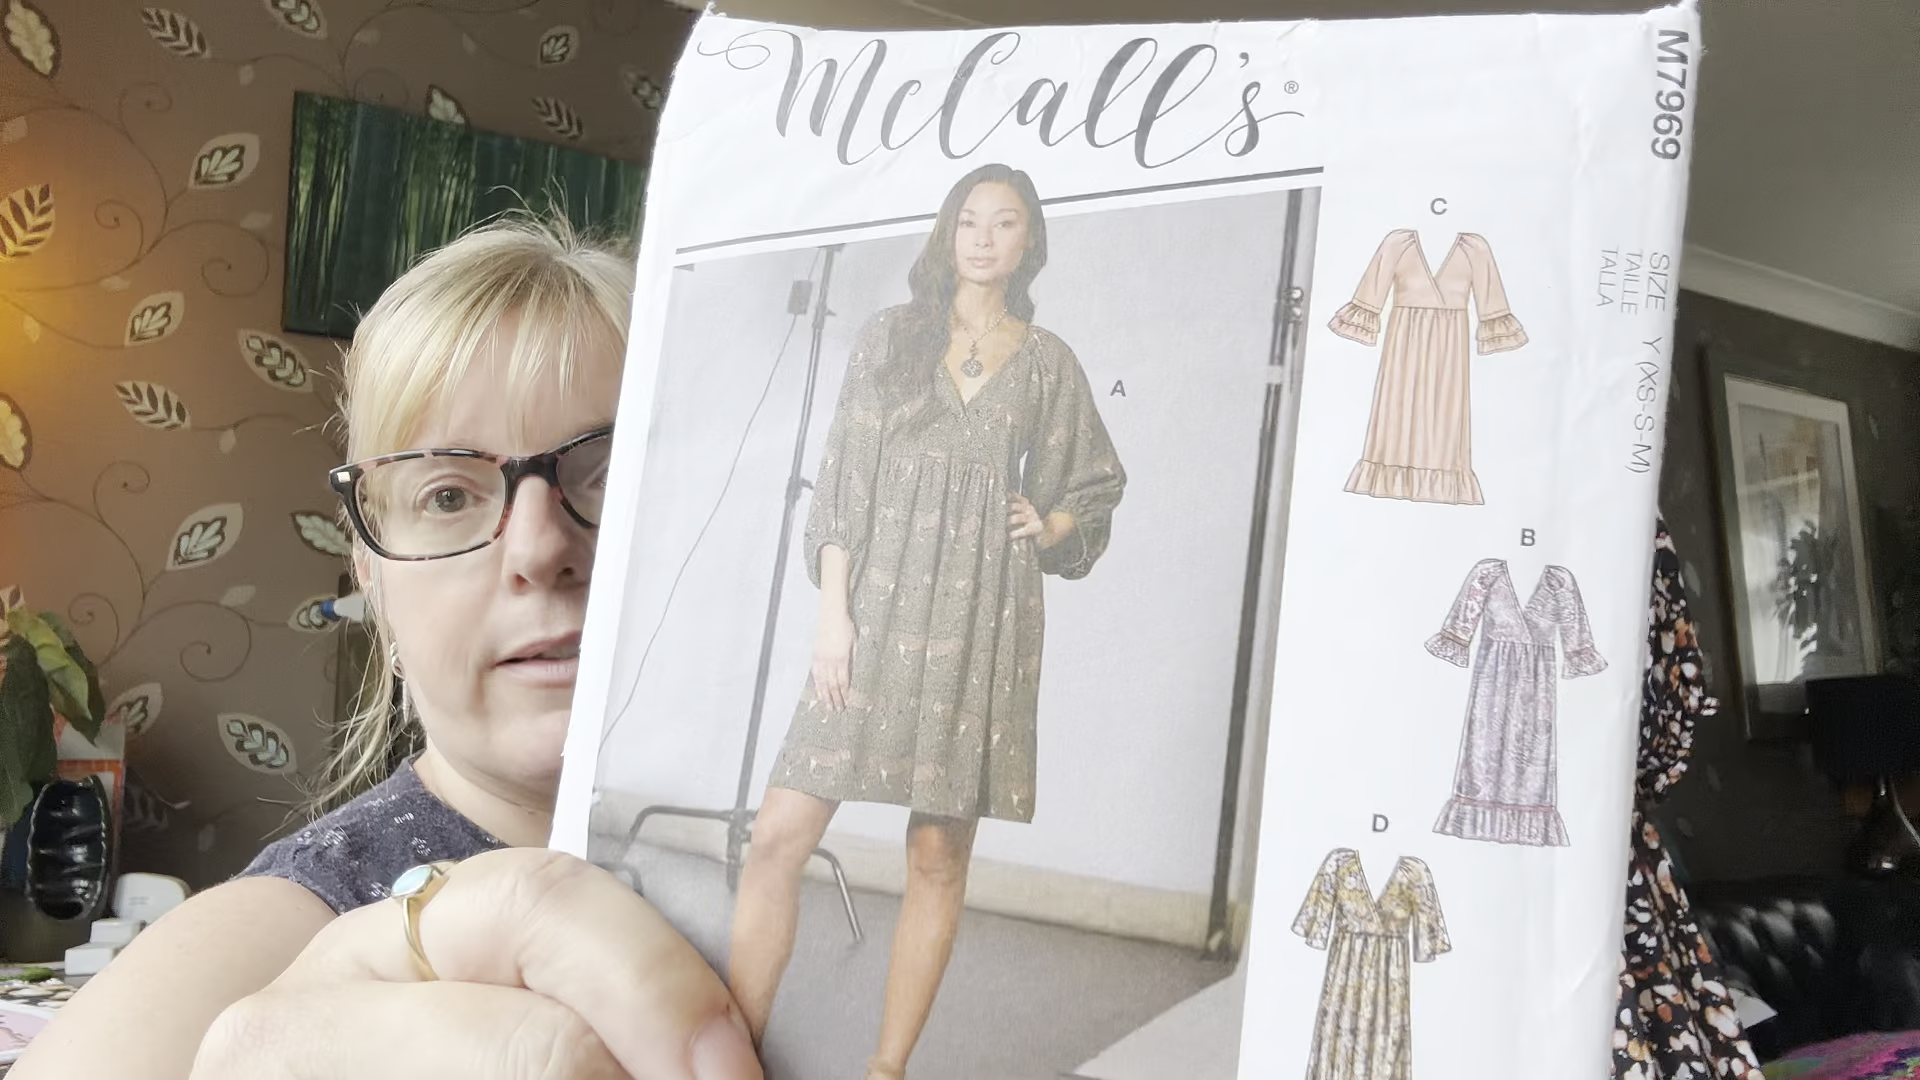 McCall's®
M7969
SIZE Y (XS-S-M)
TAILLE
TALLA
A
C
B
D